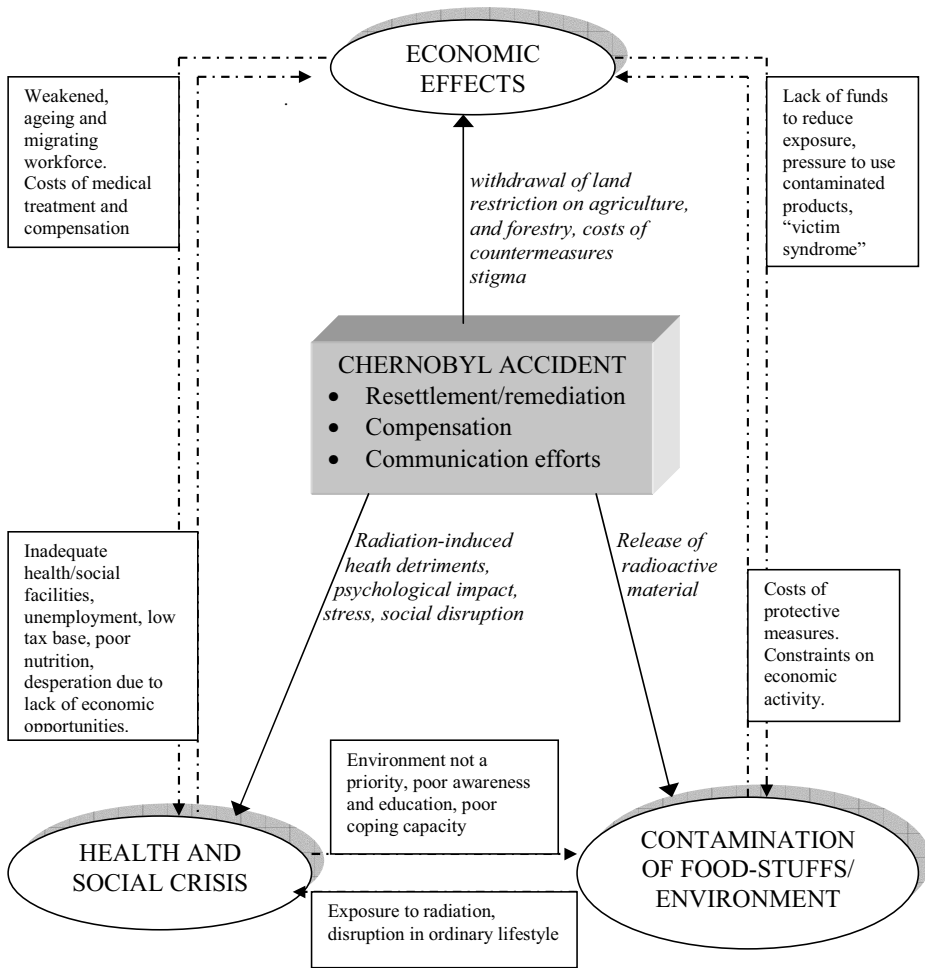 ECONOMIC
EFFECTS
Weakened,
ageing and
migrating
workforce.
Costs of medical
treatment and
compensation
Lack of funds
to reduce
exposure,
pressure to use
contaminated
products,
“victim
syndrome”
withdrawal of land
restriction on agriculture,
and forestry, costs of
countermeasures
stigma
CHERNOBYL ACCIDENT
• Resettlement/remediation
• Compensation
• Communication efforts
Inadequate
health/social
facilities,
unemployment, low
tax base, poor
nutrition,
desperation due to
lack of economic
opportunities.
Radiation-induced
heath detriments,
psychological impact,
stress, social disruption
Release of
radioactive
material
Costs of
protective
measures.
Constraints on
economic
activity.
Environment not a
priority, poor awareness
and education, poor
coping capacity
HEALTH AND
SOCIAL CRISIS
CONTAMINATION
OF FOOD-STUFFS/
ENVIRONMENT
Exposure to radiation,
disruption in ordinary lifestyle